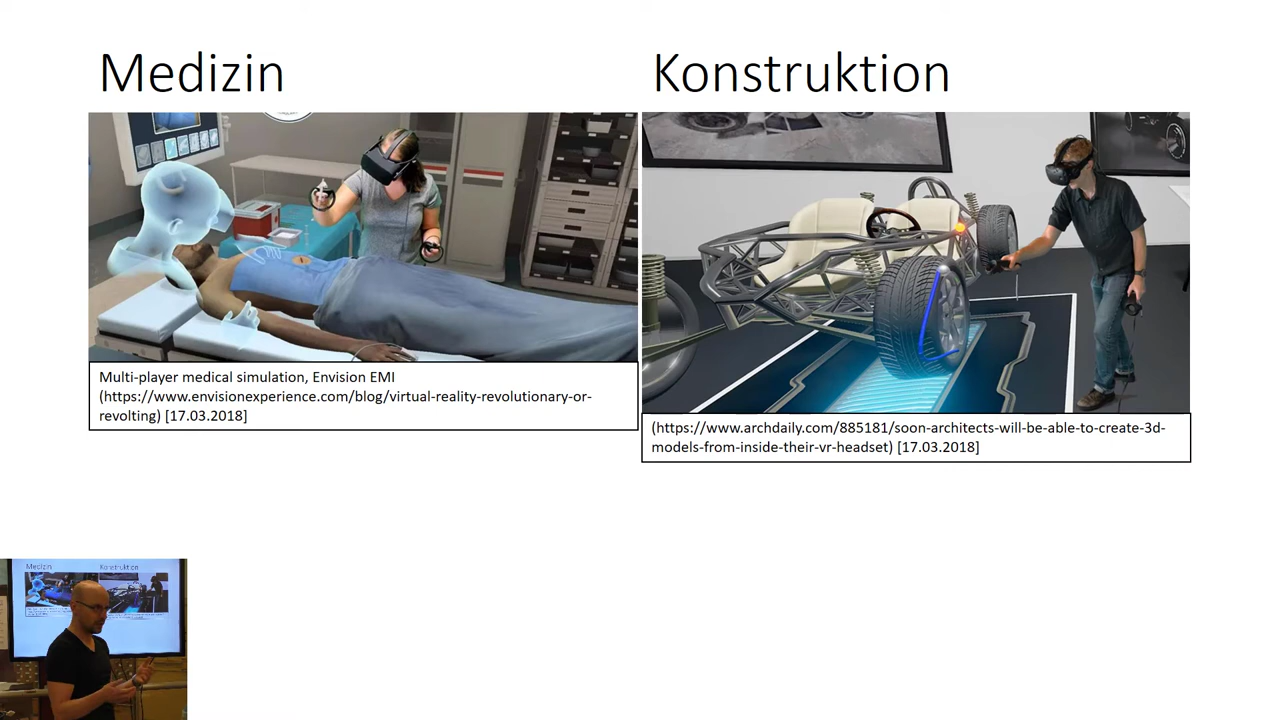 Medizin
Konstruktion
Multi-player medical simulation, Envision EMI
(https://www.envisionexperience.com/blog/virtual-reality-revolutionary-or-
revolting) [17.03.2018]
(https://www.archdaily.com/885181/soon-architects-will-be-able-to-create-3d-
models-from-inside-their-vr-headset) [17.03.2018]
Medizin
Konstruktion